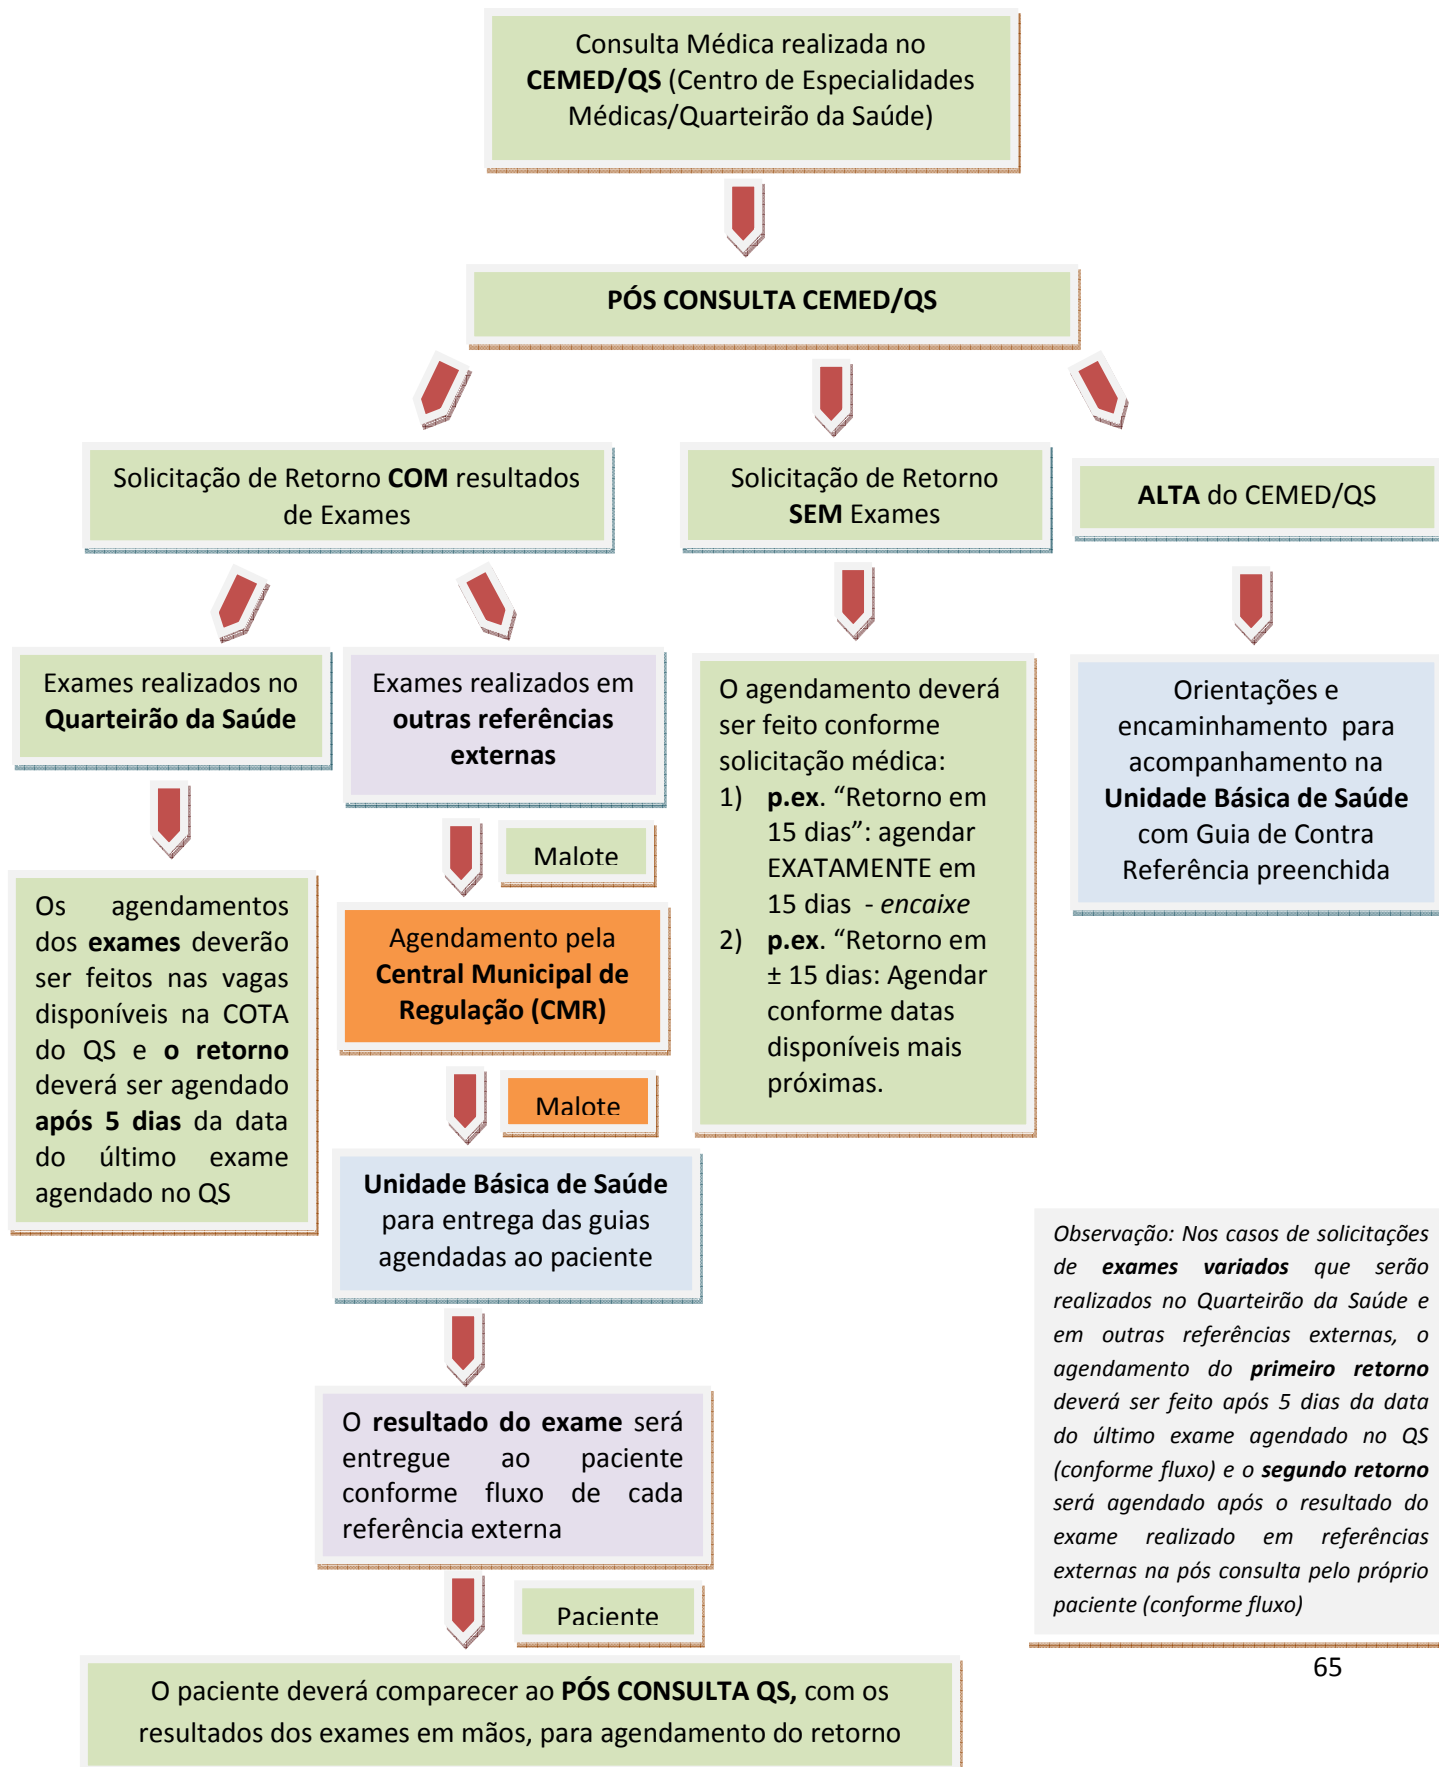 Consulta Médica realizada no
CEMED/QS (Centro de Especialidades
Médicas/Quarteirão da Saúde)
PÓS CONSULTA CEMED/QS
Solicitação de Retorno COM resultados
de Exames
Solicitação de Retorno
SEM Exames
ALTA do CEMED/QS
Exames realizados no
Quarteirão da Saúde
Exames realizados em
outras referências
externas
O agendamento deverá
ser feito conforme
solicitação médica:
1) p.ex. “Retorno em
15 dias”: agendar
EXATAMENTE em
15 dias - encaixe
2) p.ex. “Retorno em
± 15 dias: Agendar
conforme datas
disponíveis mais
próximas.
Orientações e
encaminhamento para
acompanhamento na
Unidade Básica de Saúde
com Guia de Contra
Referência preenchida
Os agendamentos
dos exames deverão
ser feitos nas vagas
disponíveis na COTA
do QS e o retorno
deverá ser agendado
após 5 dias da data
do último exame
agendado no QS
Malote
Agendamento pela
Central Municipal de
Regulação (CMR)
Malote
Unidade Básica de Saúde
para entrega das guias
agendadas ao paciente
O resultado do exame será
entregue ao paciente
conforme fluxo de cada
referência externa
Paciente
O paciente deverá comparecer ao PÓS CONSULTA QS, com os
resultados dos exames em mãos, para agendamento do retorno
Observação: Nos casos de solicitações
de exames variados que serão
realizados no Quarteirão da Saúde e
em outras referências externas, o
agendamento do primeiro retorno
deverá ser feito após 5 dias da data
do último exame agendado no QS
(conforme fluxo) e o segundo retorno
será agendado após o resultado do
exame realizado em referências
externas na pós consulta pelo próprio
paciente (conforme fluxo)
65